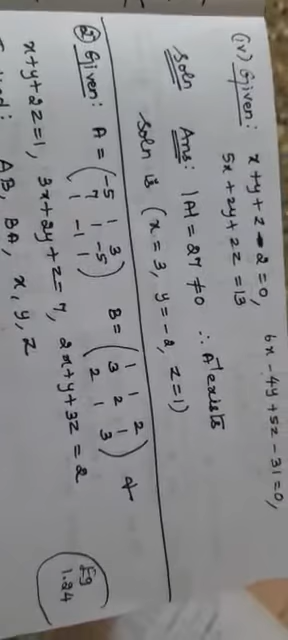 (iv) Given: x+y+z-2=0, 6x-4y+5z-31=0,
5x+2y+2z=13
Soln Ans: |A|=27≠0 ∴ A⁻¹ exists
Soln is (x=3, y=-2, z=1)
② Given: A = (-5 1 3
7 1 -5
1 -1 1) B = (1 1 2
3 2 1
2 1 3) &
x+y+2z=1, 3x+2y+z=7, 2x+y+3z=2
AB, BA, x, y, z
Eg
1.24